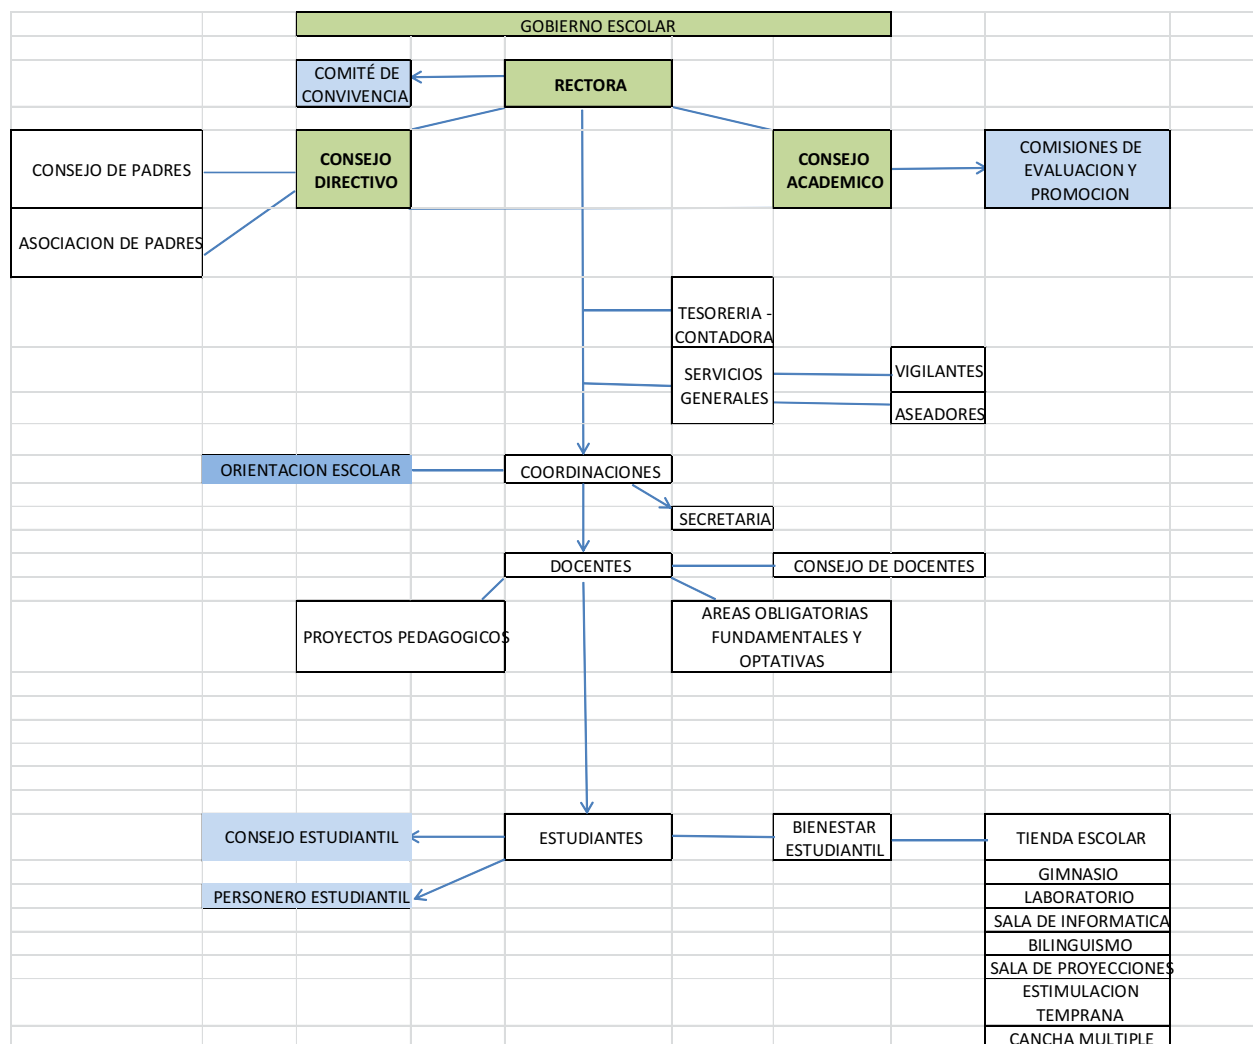 GOBIERNO ESCOLAR
COMITÉ DE
CONVIVENCIA
RECTORA
CONSEJO DE PADRES
CONSEJO
DIRECTIVO
CONSEJO
ACADEMICO
COMISIONES DE
EVALUACION Y
PROMOCION
ASOCIACION DE PADRES
TESORERIA -
CONTADORA
SERVICIOS
GENERALES
VIGILANTES
ASEADORES
ORIENTACION ESCOLAR
COORDINACIONES
SECRETARIA
DOCENTES
CONSEJO DE DOCENTES
PROYECTOS PEDAGOGICOS
AREAS OBLIGATORIAS
FUNDAMENTALES Y
OPTATIVAS
CONSEJO ESTUDIANTIL
ESTUDIANTES
BIENESTAR
ESTUDIANTIL
TIENDA ESCOLAR
GIMNASIO
PERSONERO ESTUDIANTIL
LABORATORIO
SALA DE INFORMATICA
BILINGUISMO
SALA DE PROYECCIONES
ESTIMULACION
TEMPRANA
CANCHA MULTIPLE